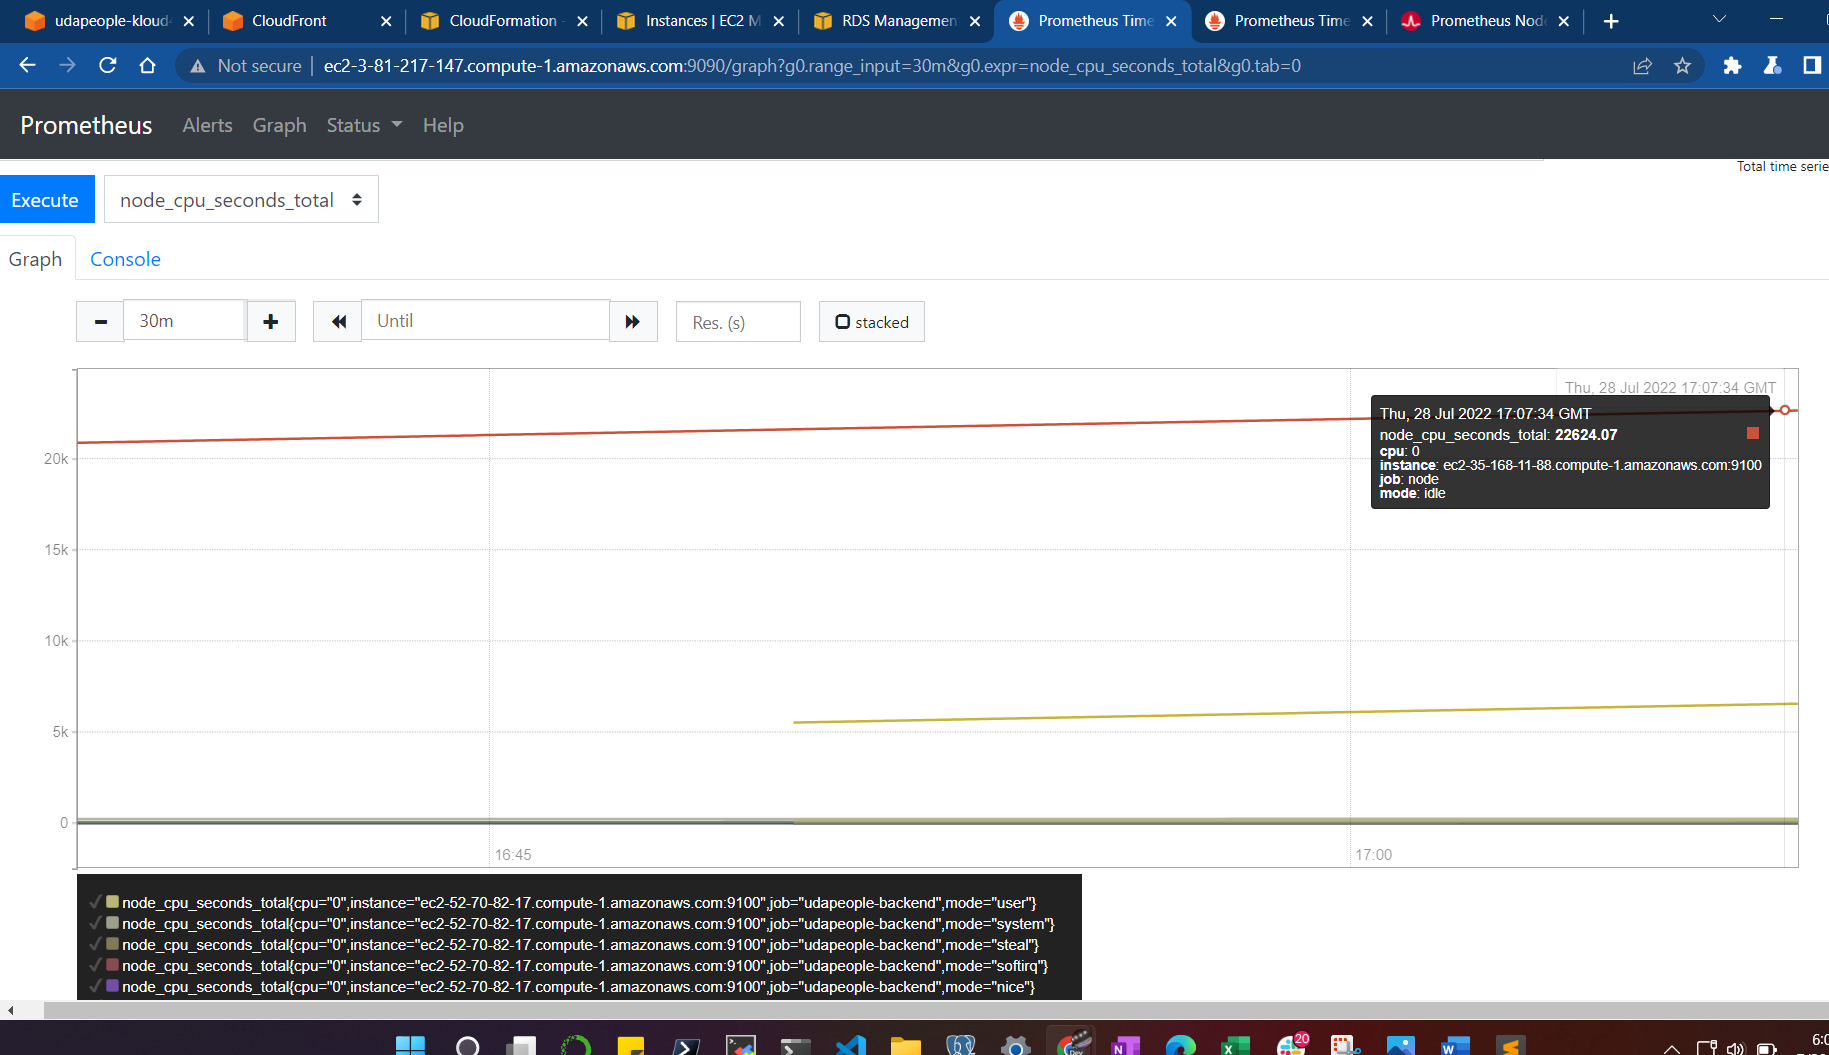 udapeople-kloud
CloudFront
CloudFormation
Instances | EC2 M
RDS Managemen
Prometheus Time
Prometheus Time
Prometheus Node
Not secure
ec2-3-81-217-147.compute-1.amazonaws.com:9090/graph?g0.range_input=30m&g0.expr=node_cpu_seconds_total&g0.tab=0
Prometheus
Alerts
Graph
Status
Help
Total time serie
Execute
node_cpu_seconds_total
Graph
Console
30m
Until
Res. (s)
stacked
Thu, 28 Jul 2022 17:07:34 GMT
Thu, 28 Jul 2022 17:07:34 GMT
node_cpu_seconds_total: 22624.07
cpu: 0
instance: ec2-35-168-11-88.compute-1.amazonaws.com:9100
job: node
mode: idle
20k
15k
10k
5k
0
16:45
17:00
node_cpu_seconds_total{cpu="0",instance="ec2-52-70-82-17.compute-1.amazonaws.com:9100",job="udapeople-backend",mode="user"}
node_cpu_seconds_total{cpu="0",instance="ec2-52-70-82-17.compute-1.amazonaws.com:9100",job="udapeople-backend",mode="system"}
node_cpu_seconds_total{cpu="0",instance="ec2-52-70-82-17.compute-1.amazonaws.com:9100",job="udapeople-backend",mode="steal"}
node_cpu_seconds_total{cpu="0",instance="ec2-52-70-82-17.compute-1.amazonaws.com:9100",job="udapeople-backend",mode="softirq"}
node_cpu_seconds_total{cpu="0",instance="ec2-52-70-82-17.compute-1.amazonaws.com:9100",job="udapeople-backend",mode="nice"}
Dev
20